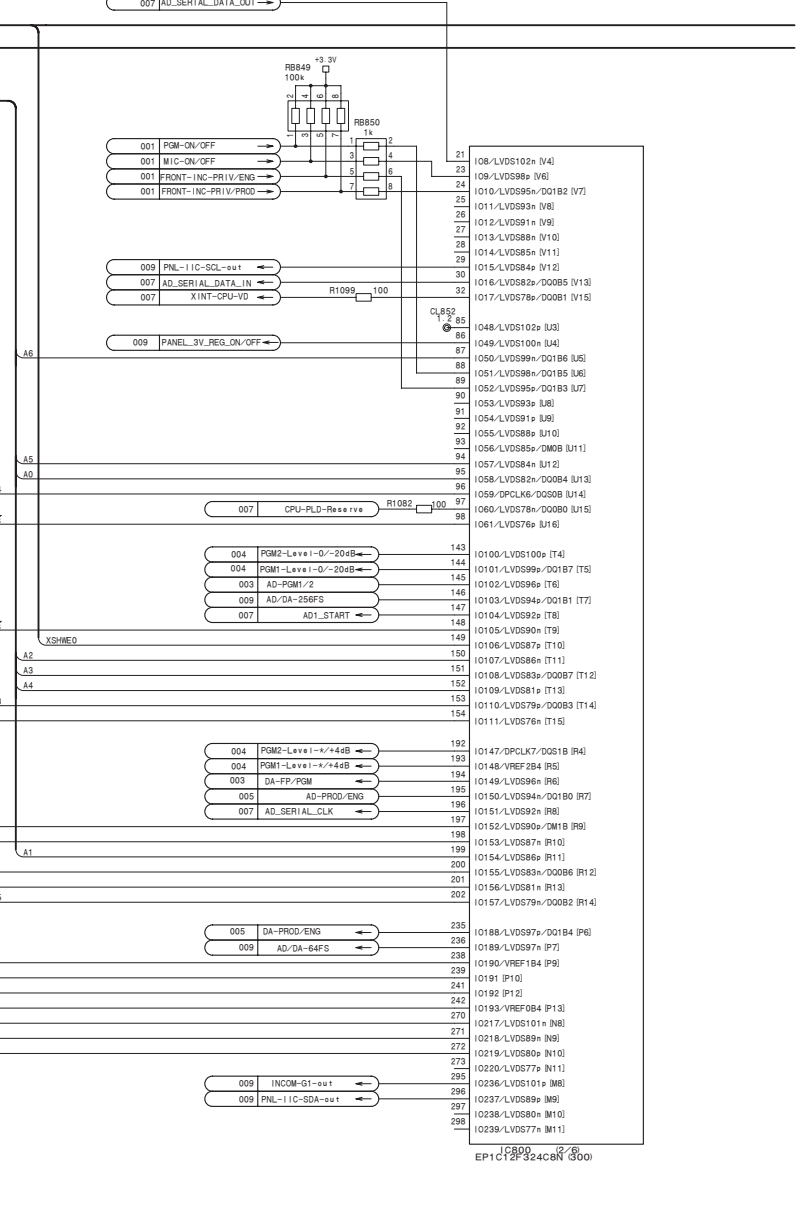 007 AD_SERIAL_DATA_OUT
+3.3V
RB849
100k
2 4 6 8
1 3 5 7
RB850
1k
001 PGM-ON/OFF 1 2
001 MIC-ON/OFF 3 4
001 FRONT-INC-PRIV/ENG 5 6
001 FRONT-INC-PRIV/PROD 7 8
21 IO8/LVDS102n [V4]
23 IO9/LVDS98p [V6]
24 IO10/LVDS95n/DQ1B2 [V7]
25 IO11/LVDS93n [V8]
26 IO12/LVDS91n [V9]
27 IO13/LVDS88n [V10]
28 IO14/LVDS85n [V11]
009 PNL-IIC-SCL-out 29 IO15/LVDS84p [V12]
007 AD_SERIAL_DATA_IN 30 IO16/LVDS82p/DQ0B5 [V13]
007 XINT-CPU-VD R1099 100 32 IO17/LVDS78p/DQ0B1 [V15]
CL852
1.2 85 IO48/LVDS102p [U3]
009 PANEL_3V_REG_ON/OFF 86 IO49/LVDS100n [U4]
A6 87 IO50/LVDS99n/DQ1B6 [U5]
88 IO51/LVDS98n/DQ1B5 [U6]
89 IO52/LVDS95p/DQ1B3 [U7]
90 IO53/LVDS93p [U8]
91 IO54/LVDS91p [U9]
92 IO55/LVDS88p [U10]
93 IO56/LVDS85p/DM0B [U11]
A5 94 IO57/LVDS84n [U12]
A0 95 IO58/LVDS82n/DQ0B4 [U13]
96 IO59/DPCLK6/DQS0B [U14]
007 CPU-PLD-Reserve R1082 100 97 IO60/LVDS78n/DQ0B0 [U15]
98 IO61/LVDS76p [U16]
004 PGM2-Level-0/-20dB 143 IO100/LVDS100p [T4]
004 PGM1-Level-0/-20dB 144 IO101/LVDS99p/DQ1B7 [T5]
003 AD-PGM1/2 145 IO102/LVDS96p [T6]
009 AD/DA-256FS 146 IO103/LVDS94p/DQ1B1 [T7]
007 AD1_START 147 IO104/LVDS92p [T8]
148 IO105/LVDS90n [T9]
XSHWE0 149 IO106/LVDS87p [T10]
A2 150 IO107/LVDS86n [T11]
A3 151 IO108/LVDS83p/DQ0B7 [T12]
A4 152 IO109/LVDS81p [T13]
153 IO110/LVDS79p/DQ0B3 [T14]
154 IO111/LVDS76n [T15]
004 PGM2-Level-*/+4dB 192 IO147/DPCLK7/DQS1B [R4]
004 PGM1-Level-*/+4dB 193 IO148/VREF2B4 [R5]
003 DA-FP/PGM 194 IO149/LVDS96n [R6]
005 AD-PROD/ENG 195 IO150/LVDS94n/DQ1B0 [R7]
007 AD_SERIAL_CLK 196 IO151/LVDS92n [R8]
197 IO152/LVDS90p/DM1B [R9]
198 IO153/LVDS87n [R10]
A1 199 IO154/LVDS86p [R11]
200 IO155/LVDS83n/DQ0B6 [R12]
201 IO156/LVDS81n [R13]
202 IO157/LVDS79n/DQ0B2 [R14]
005 DA-PROD/ENG 235 IO188/LVDS97p/DQ1B4 [P6]
009 AD/DA-64FS 236 IO189/LVDS97n [P7]
238 IO190/VREF1B4 [P9]
239 IO191 [P10]
241 IO192 [P12]
242 IO193/VREF0B4 [P13]
270 IO217/LVDS101n [N8]
271 IO218/LVDS89n [N9]
272 IO219/LVDS80p [N10]
273 IO220/LVDS77p [N11]
009 INCOM-G1-out 295 IO236/LVDS101p [M8]
009 PNL-IIC-SDA-out 296 IO237/LVDS89p [M9]
297 IO238/LVDS80n [M10]
298 IO239/LVDS77n [M11]
IC800 (2/6)
EP1C12F324C8N (300)